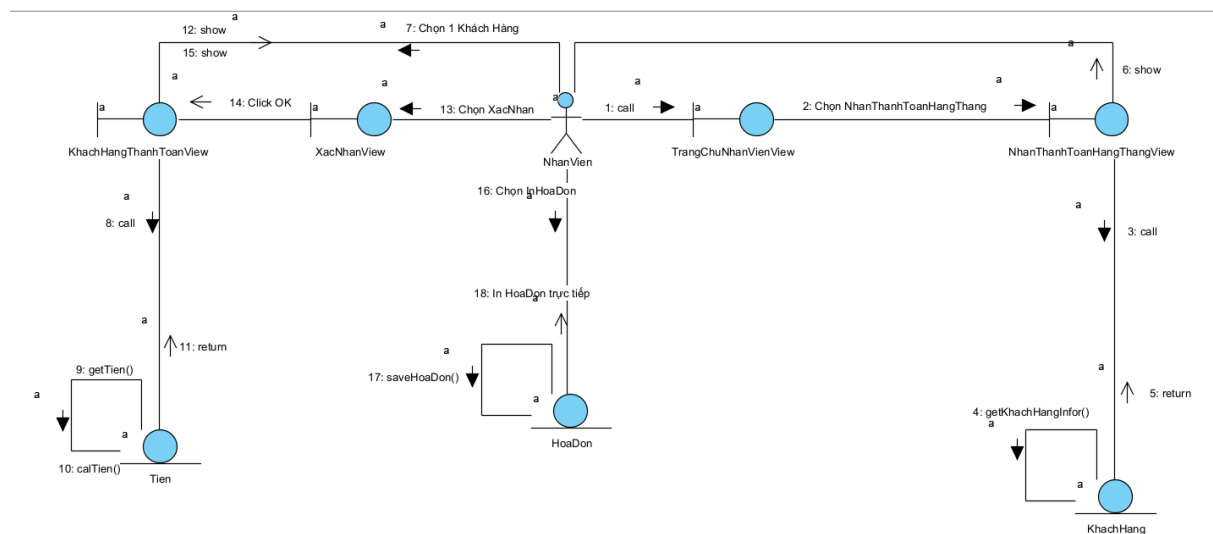 a
12: show
a
7: Chọn 1 Khách Hàng
15: show
a
6: show
a
a
14: Click OK
a
a
a
13: Chọn XacNhan
a
1: call
a
a
2: Chọn NhanThanhToanHangThang
a
a
KhachHangThanhToanView
XacNhanView
NhanVien
TrangChuNhanVienView
NhanThanhToanHangThangView
16: Chọn InHoaDon
a
a
8: call
a
3: call
18: In HoaDon trực tiếp
a
a
11: return
a
9: getTien()
a
17: saveHoaDon()
a
a
5: return
a
10: calTien()
a
Tien
HoaDon
4: getKhachHangInfor()
a
a
KhachHang